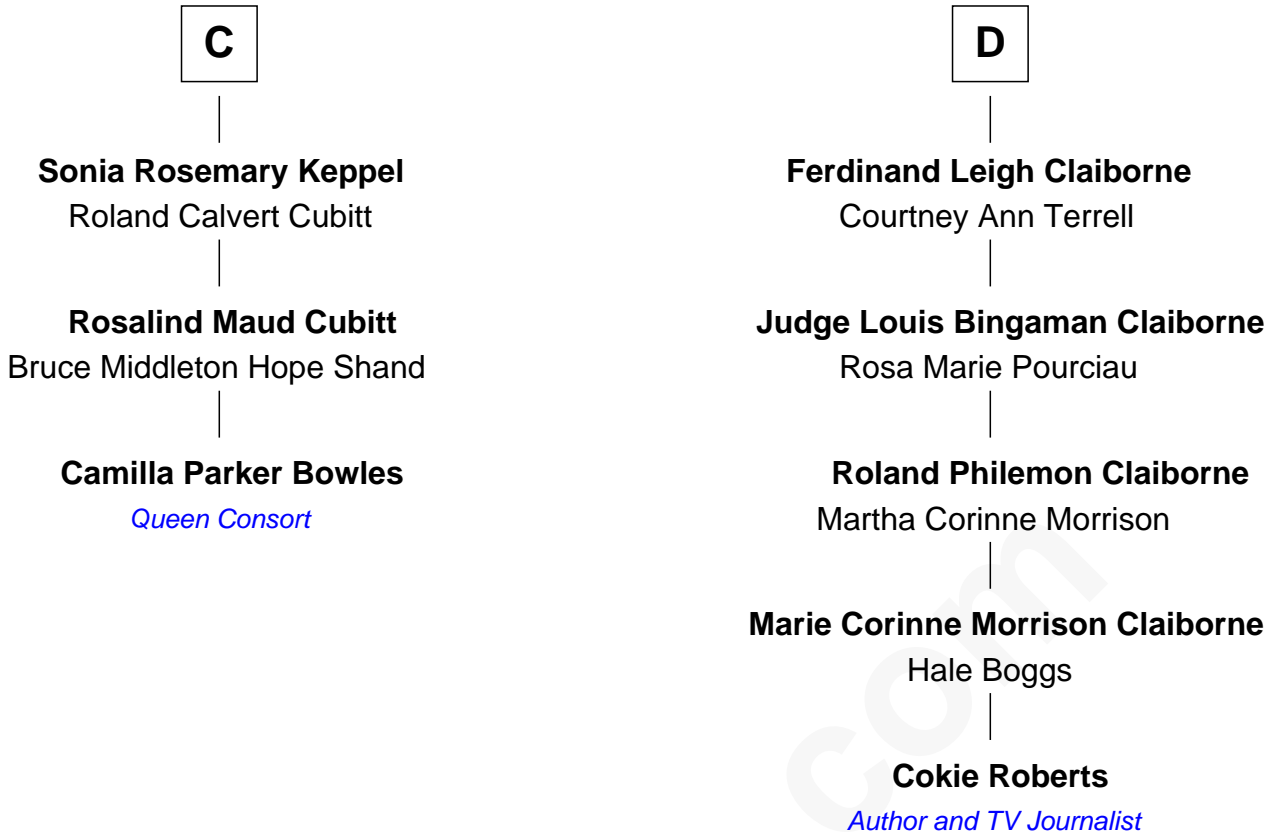 C
Sonia Rosemary Keppel
Roland Calvert Cubitt
Rosalind Maud Cubitt
Bruce Middleton Hope Shand
Camilla Parker Bowles
Queen Consort
D
Ferdinand Leigh Claiborne
Courtney Ann Terrell
Judge Louis Bingaman Claiborne
Rosa Marie Pourciau
Roland Philemon Claiborne
Martha Corinne Morrison
Marie Corinne Morrison Claiborne
Hale Boggs
Cokie Roberts
Author and TV Journalist
com